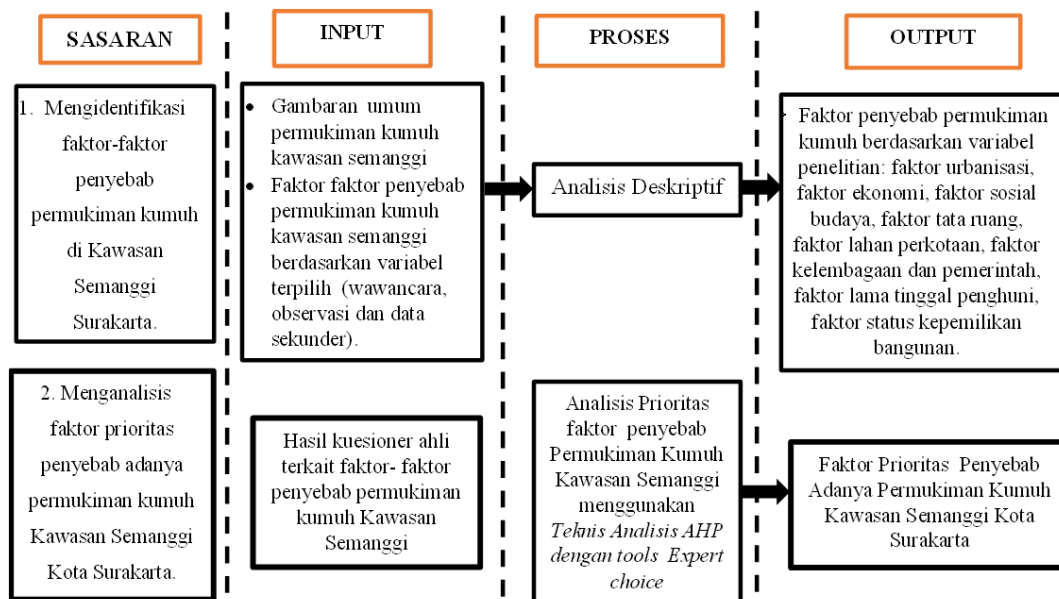 SASARAN
INPUT
PROSES
OUTPUT
1. Mengidentifikasi
faktor-faktor
penyebab
permukiman kumuh
di Kawasan
Semanggi
Surakarta.
• Gambaran umum
permukiman kumuh
kawasan semanggi
• Faktor faktor penyebab
permukiman kumuh
kawasan semanggi
berdasarkan variabel
terpilih (wawancara,
observasi dan data
sekunder).
Analisis Deskriptif
Faktor penyebab permukiman
kumuh berdasarkan variabel
penelitian: faktor urbanisasi,
faktor ekonomi, faktor sosial
budaya, faktor tata ruang,
faktor lahan perkotaan, faktor
kelembagaan dan pemerintah,
faktor lama tinggal penghuni,
faktor status kepemilikan
bangunan.
2. Menganalisis
faktor prioritas
penyebab adanya
permukiman kumuh
Kawasan Semanggi
Kota Surakarta.
Hasil kuesioner ahli
terkait faktor- faktor
penyebab permukiman
kumuh Kawasan
Semanggi
Analisis Prioritas
faktor penyebab
Permukiman Kumuh
Kawasan Semanggi
menggunakan
Teknis Analisis AHP
dengan tools Expert
choice
Faktor Prioritas Penyebab
Adanya Permukiman Kumuh
Kawasan Semanggi Kota
Surakarta